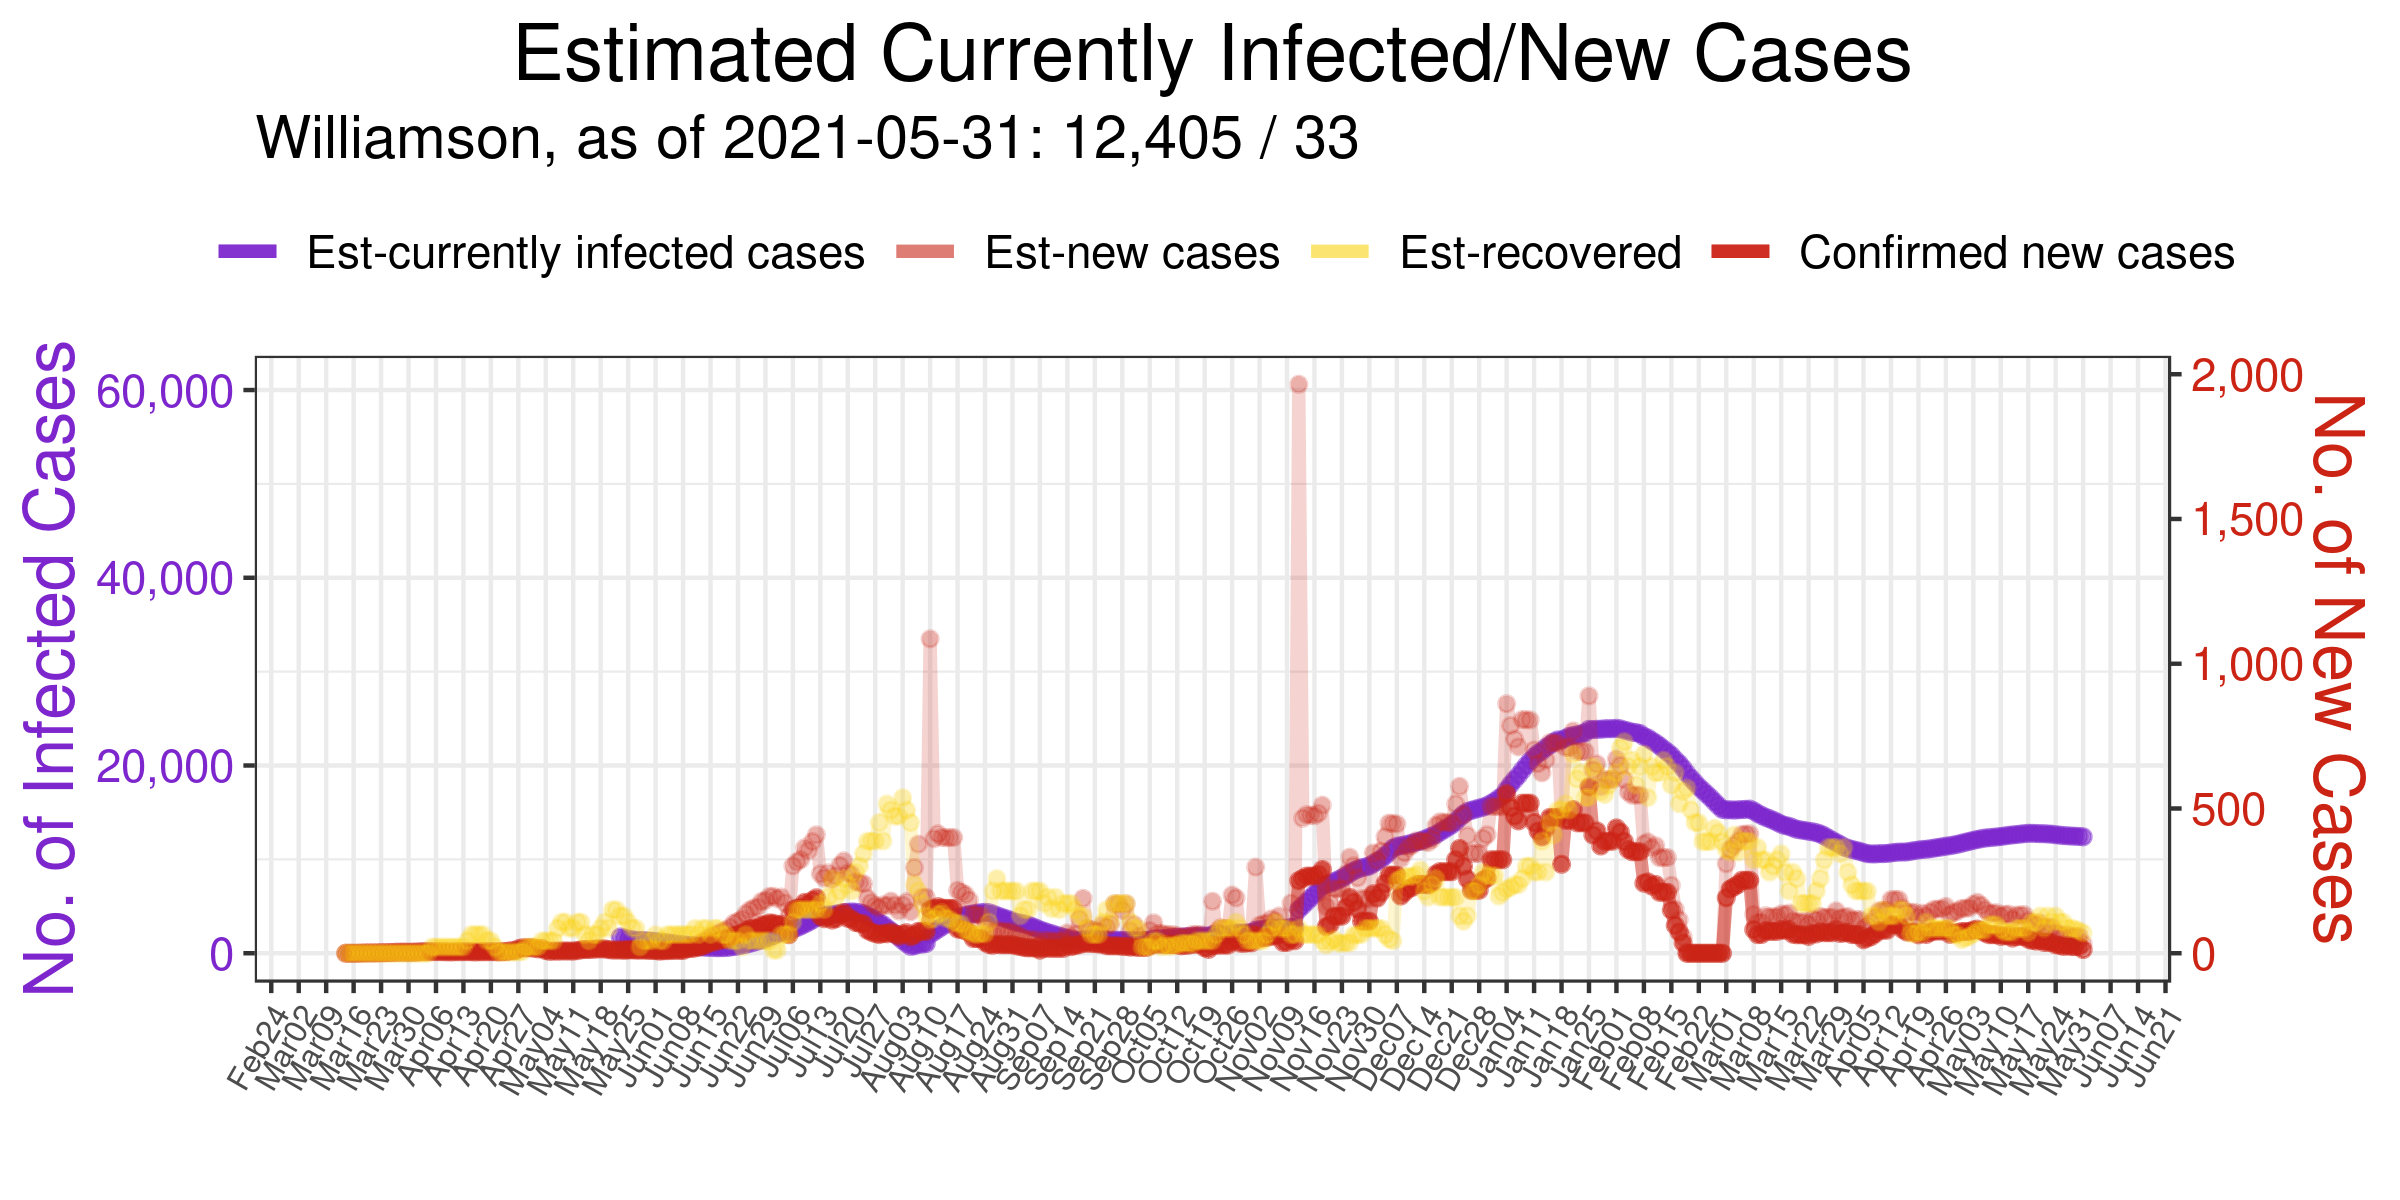 Estimated Currently Infected/New Cases
Williamson, as of 2021-05-31: 12,405 / 33
Est-currently infected cases
Est-new cases
Est-recovered
Confirmed new cases
No. of Infected Cases
60,000
40,000
20,000
0
2,000
1,500
1,000
500
0
No. of New Cases
Feb24
Mar02
Mar09
Mar16
Mar23
Mar30
Apr06
Apr13
Apr20
Apr27
May04
May11
May18
May25
Jun01
Jun08
Jun15
Jun22
Jun29
Jul06
Jul13
Jul20
Jul27
Aug03
Aug10
Aug17
Aug24
Aug31
Sep07
Sep14
Sep21
Sep28
Oct05
Oct12
Oct19
Oct26
Nov02
Nov09
Nov16
Nov23
Nov30
Dec07
Dec14
Dec21
Dec28
Jan04
Jan11
Jan18
Jan25
Feb01
Feb08
Feb15
Feb22
Mar01
Mar08
Mar15
Mar22
Mar29
Apr05
Apr12
Apr19
Apr26
May03
May10
May17
May24
May31
Jun07
Jun14
Jun21